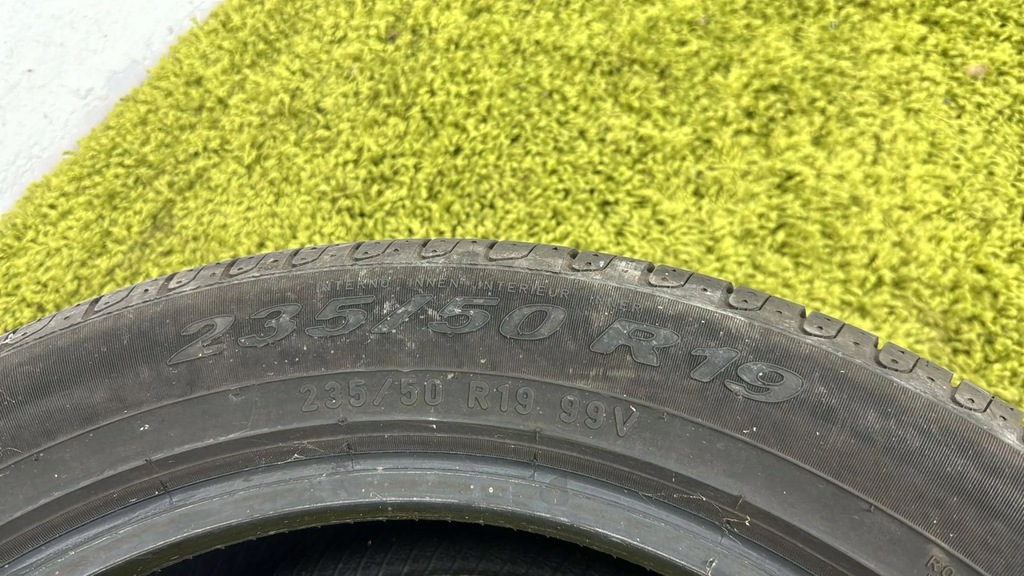 INTERNO INNEN INTERIEUR INNER
235/50 R 19
235/50 R19 99V